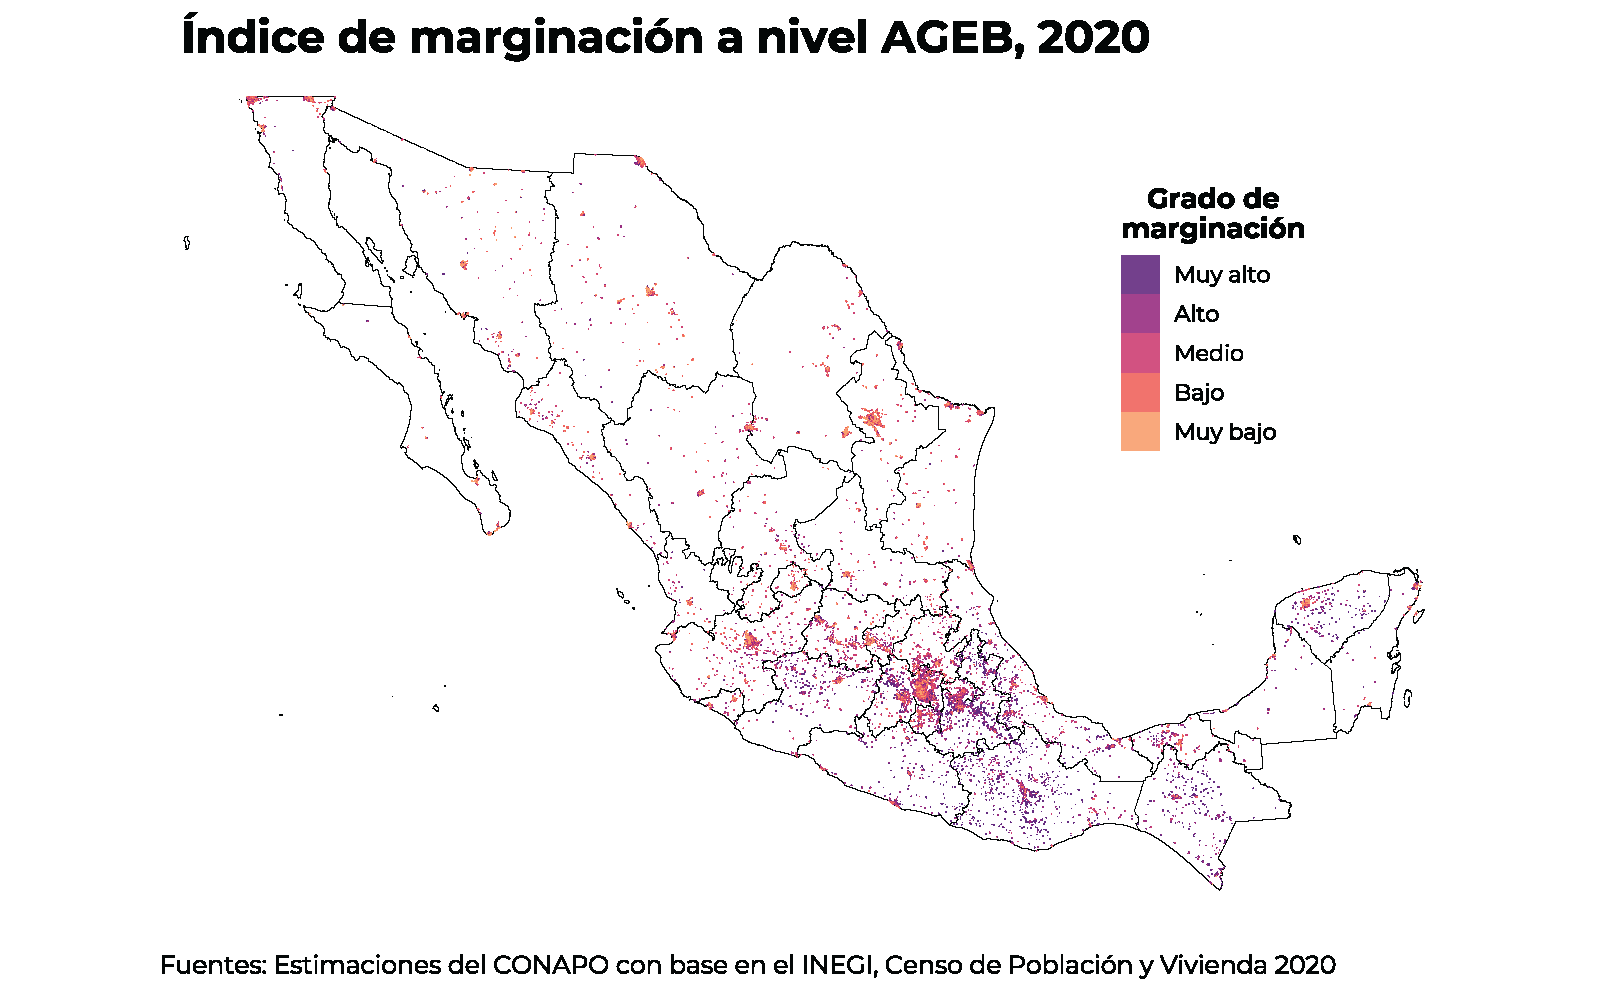 Índice de marginación a nivel AGEB, 2020
Grado de
marginación
Muy alto
Alto
Medio
Bajo
Muy bajo
Fuentes: Estimaciones del CONAPO con base en el INEGI, Censo de Población y Vivienda 2020